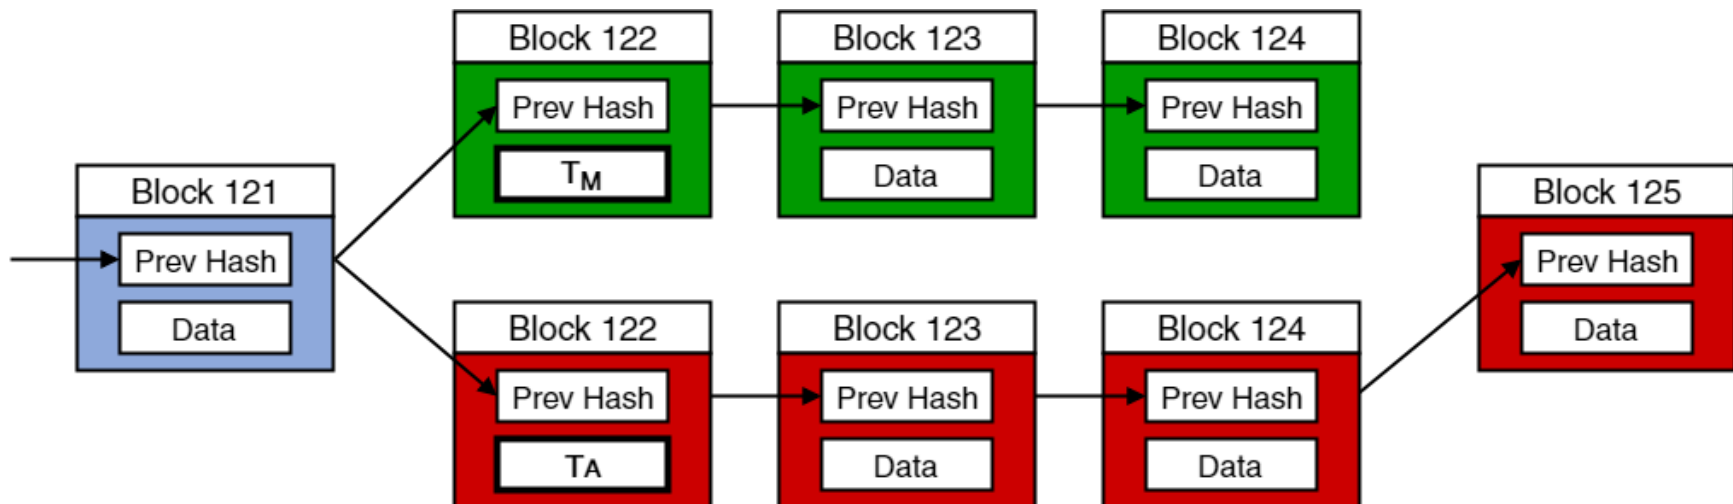 Block 121
Prev Hash
Data
Block 122
Prev Hash
TM
Block 123
Prev Hash
Data
Block 124
Prev Hash
Data
Block 122
Prev Hash
TA
Block 123
Prev Hash
Data
Block 124
Prev Hash
Data
Block 125
Prev Hash
Data